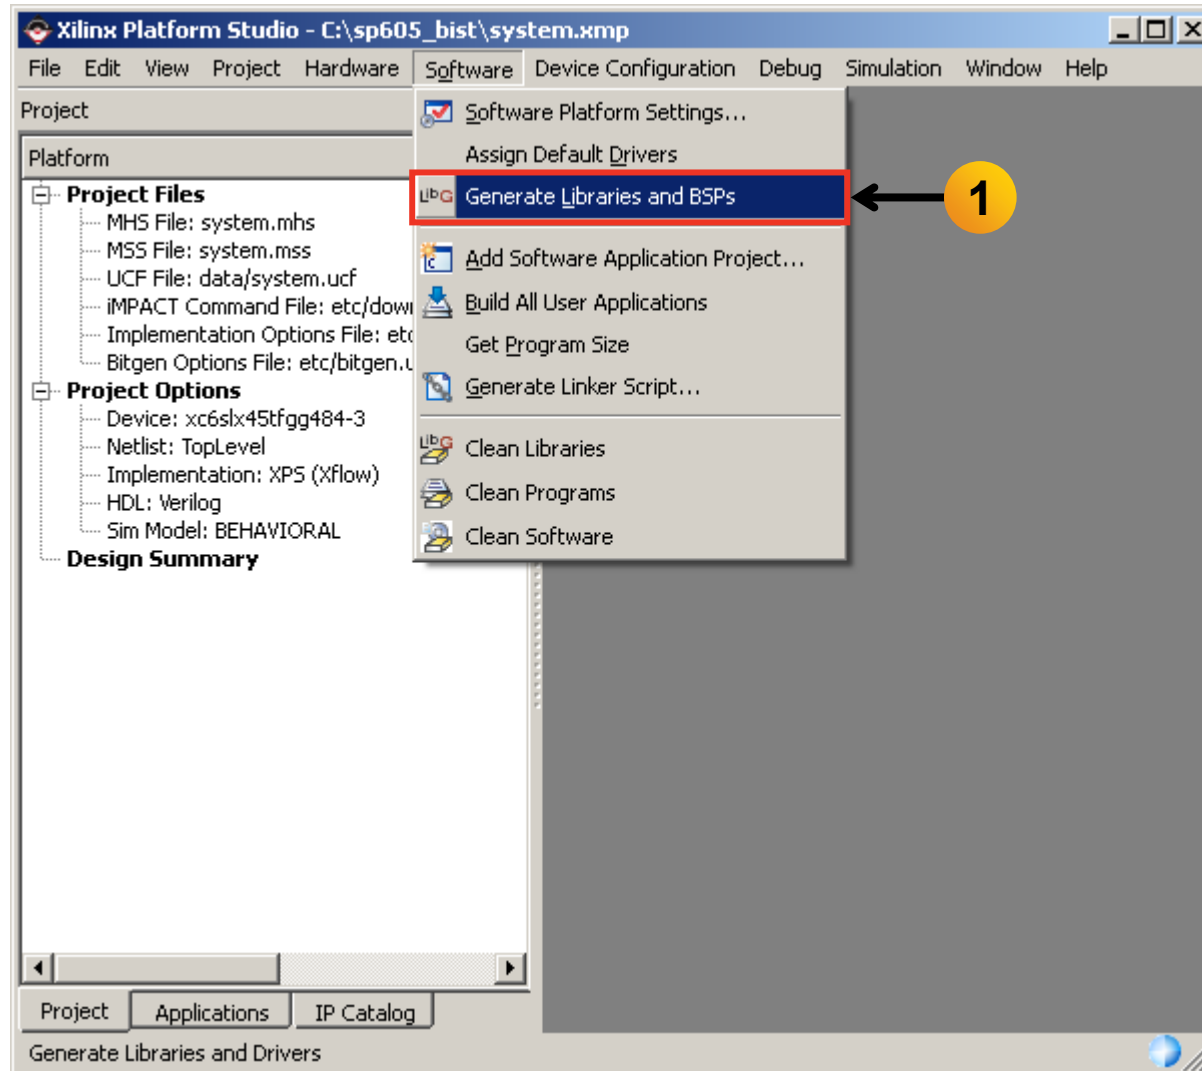 Xilinx Platform Studio - C:\sp605_bist\system.xmp
File Edit View Project Hardware Software Device Configuration Debug Simulation Window Help
Project
Platform
Project Files
MHS File: system.mhs
MSS File: system.mss
UCF File: data/system.ucf
iMPACT Command File: etc/dow
Implementation Options File: etc
Bitgen Options File: etc/bitgen.u
Project Options
Device: xc6slx45tfgg484-3
Netlist: TopLevel
Implementation: XPS (Xflow)
HDL: Verilog
Sim Model: BEHAVIORAL
Design Summary
Software Platform Settings...
Assign Default Drivers
LibG Generate Libraries and BSPs
1
Add Software Application Project...
Build All User Applications
Get Program Size
Generate Linker Script...
LibG Clean Libraries
Clean Programs
Clean Software
Project Applications IP Catalog
Generate Libraries and Drivers